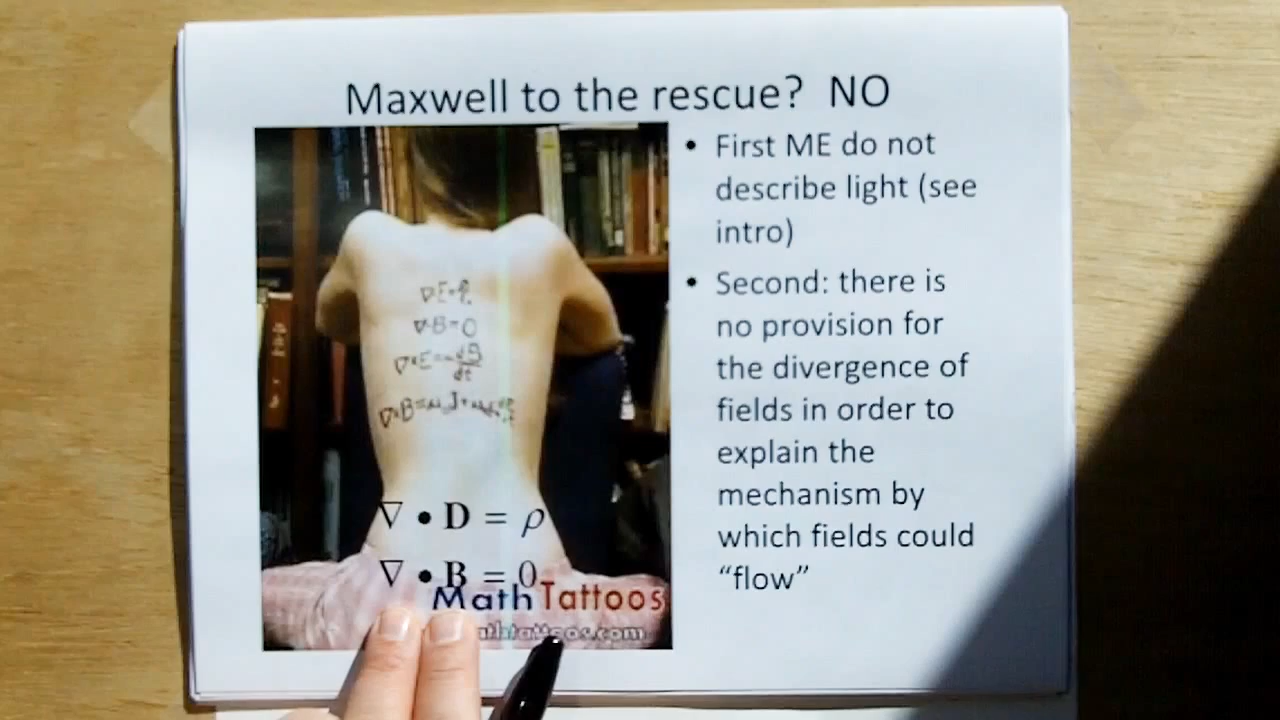 Maxwell to the rescue? NO
• First ME do not
describe light (see
intro)
• Second: there is
no provision for
the divergence of
fields in order to
explain the
mechanism by
which fields could
“flow”
∇·B=0
∇ • D = ρ
∇ • B = 0
MathTattoos